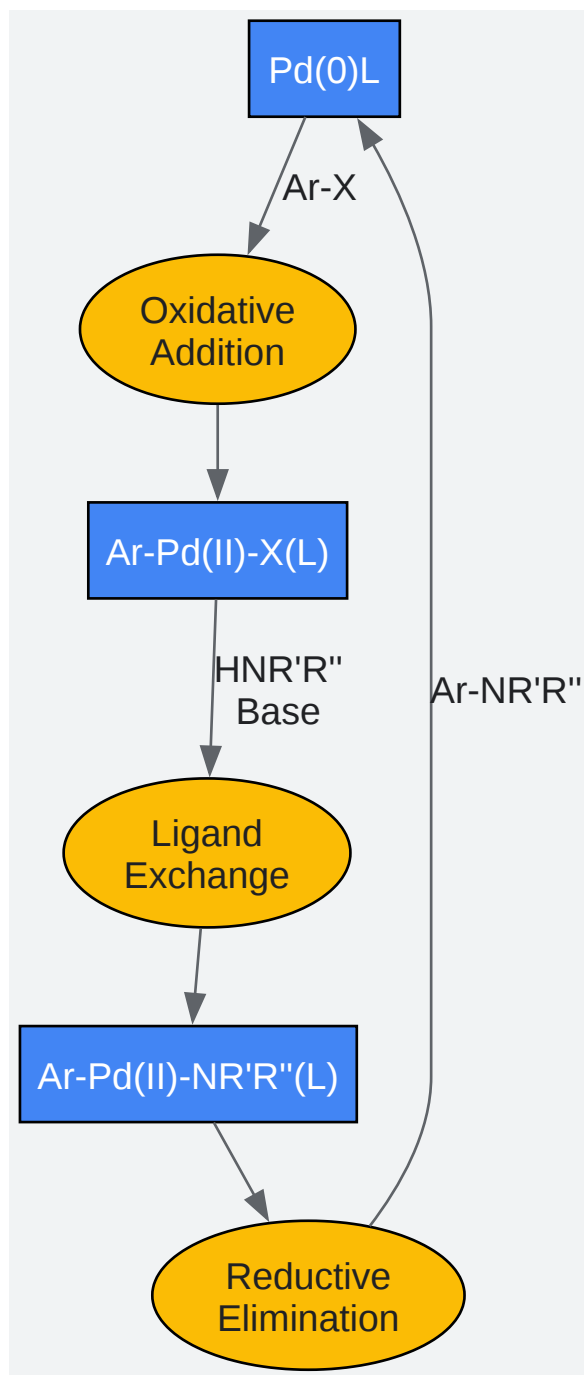 Pd(0)L
Ar-X
Oxidative
Addition
Ar-Pd(II)-X(L)
HNR'R''
Base
Ar-NR'R''
Ligand
Exchange
Ar-Pd(II)-NR'R''(L)
Reductive
Elimination